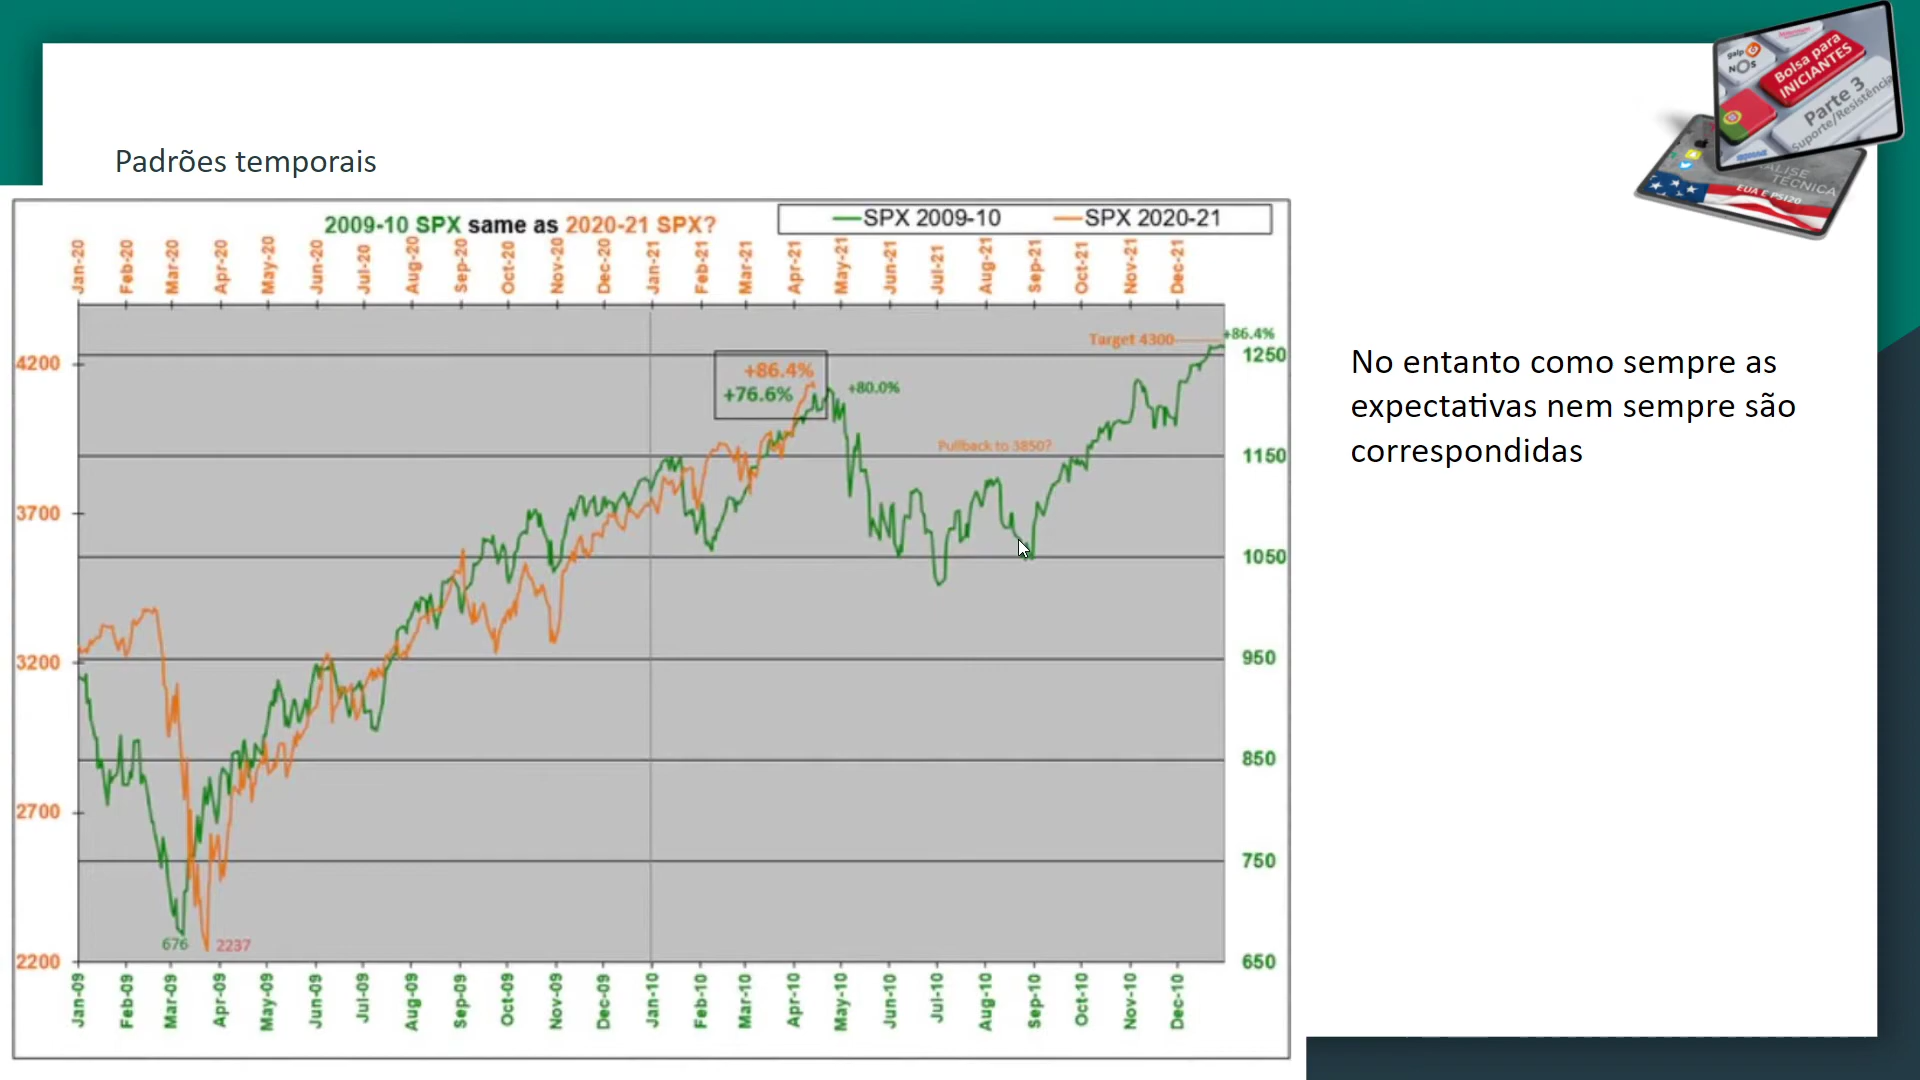 galp
NOS
Bolsa para
INICIANTES
Parte 3
Suporte/Resistência
ÁLISE
TÉCNICA
EUA E PSI20
Padrões temporais
2009-10 SPX same as 2020-21 SPX?
SPX 2009-10 SPX 2020-21
Jan-20 Feb-20 Mar-20 Apr-20 May-20 Jun-20 Jul-20 Aug-20 Sep-20 Oct-20 Nov-20 Dec-20 Jan-21 Feb-21 Mar-21 Apr-21 May-21 Jun-21 Jul-21 Aug-21 Sep-21 Oct-21 Nov-21 Dec-21
Target 4300
+86.4%
4200
1250
+86.4%
+76.6%
+80.0%
Pullback to 3850?
1150
3700
1050
3200
950
850
2700
750
676 2237
2200
650
Jan-09 Feb-09 Mar-09 Apr-09 May-09 Jun-09 Jul-09 Aug-09 Sep-09 Oct-09 Nov-09 Dec-09 Jan-10 Feb-10 Mar-10 Apr-10 May-10 Jun-10 Jul-10 Aug-10 Sep-10 Oct-10 Nov-10 Dec-10
No entanto como sempre as
expectativas nem sempre são
correspondidas